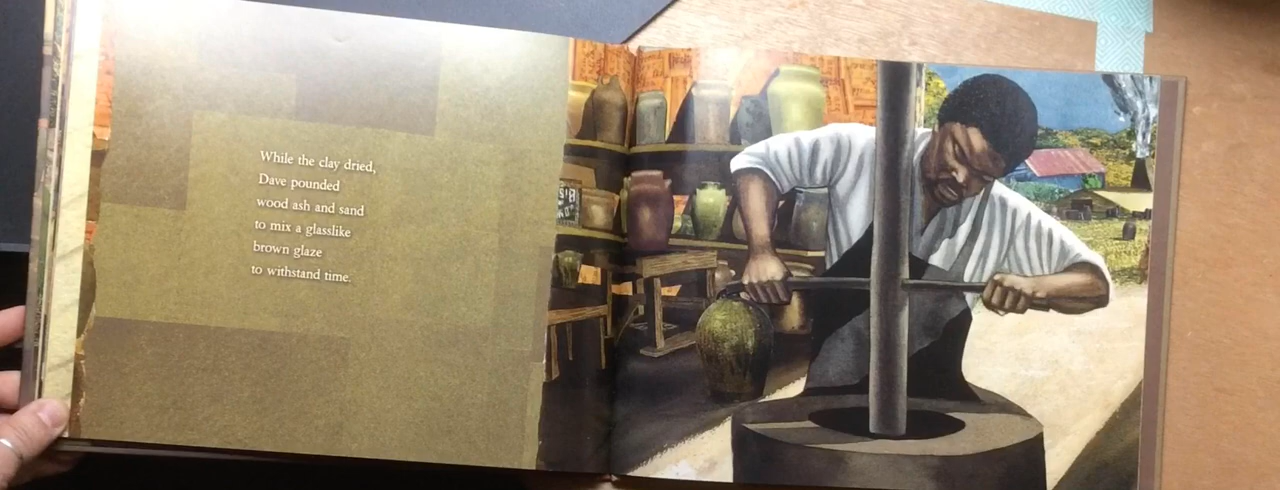 While the clay dried,
Dave pounded
wood ash and sand
to mix a glasslike
brown glaze
to withstand time.